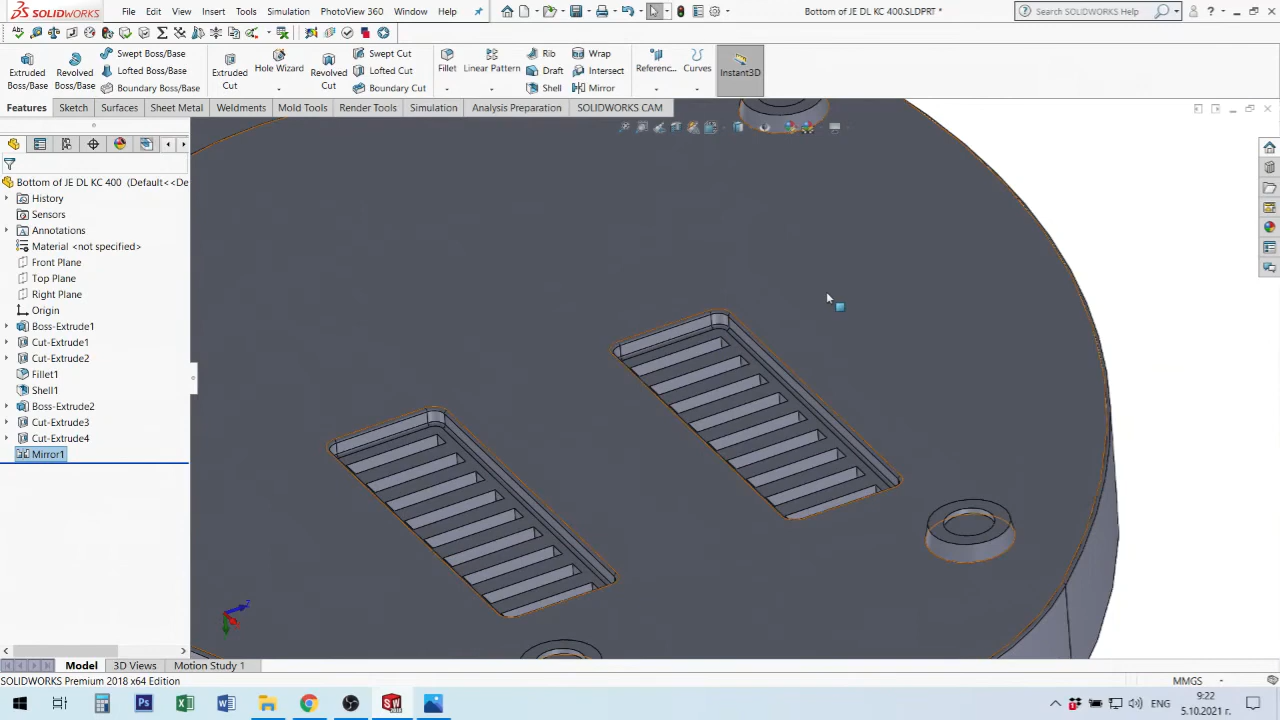 SOLIDWORKS File Edit View Insert Tools Simulation PhotoView 360 Window Help Bottom of JE DL KC 400.SLDPRT * Search SOLIDWORKS Help
Extruded Boss/Base
Revolved Boss/Base
Swept Boss/Base
Lofted Boss/Base
Boundary Boss/Base
Extruded Cut
Hole Wizard
Revolved Cut
Swept Cut
Lofted Cut
Boundary Cut
Fillet
Linear Pattern
Rib
Draft
Shell
Wrap
Intersect
Mirror
Referenc...
Curves
Instant3D
Features Sketch Surfaces Sheet Metal Weldments Mold Tools Render Tools Simulation Analysis Preparation SOLIDWORKS CAM
Bottom of JE DL KC 400 (Default<<De
History
Sensors
Annotations
Material <not specified>
Front Plane
Top Plane
Right Plane
Origin
Boss-Extrude1
Cut-Extrude1
Cut-Extrude2
Fillet1
Shell1
Boss-Extrude2
Cut-Extrude3
Cut-Extrude4
Mirror1
Z
Model 3D Views Motion Study 1
SOLIDWORKS Premium 2018 x64 Edition MMGS
ENG
9:22
5.10.2021 г.